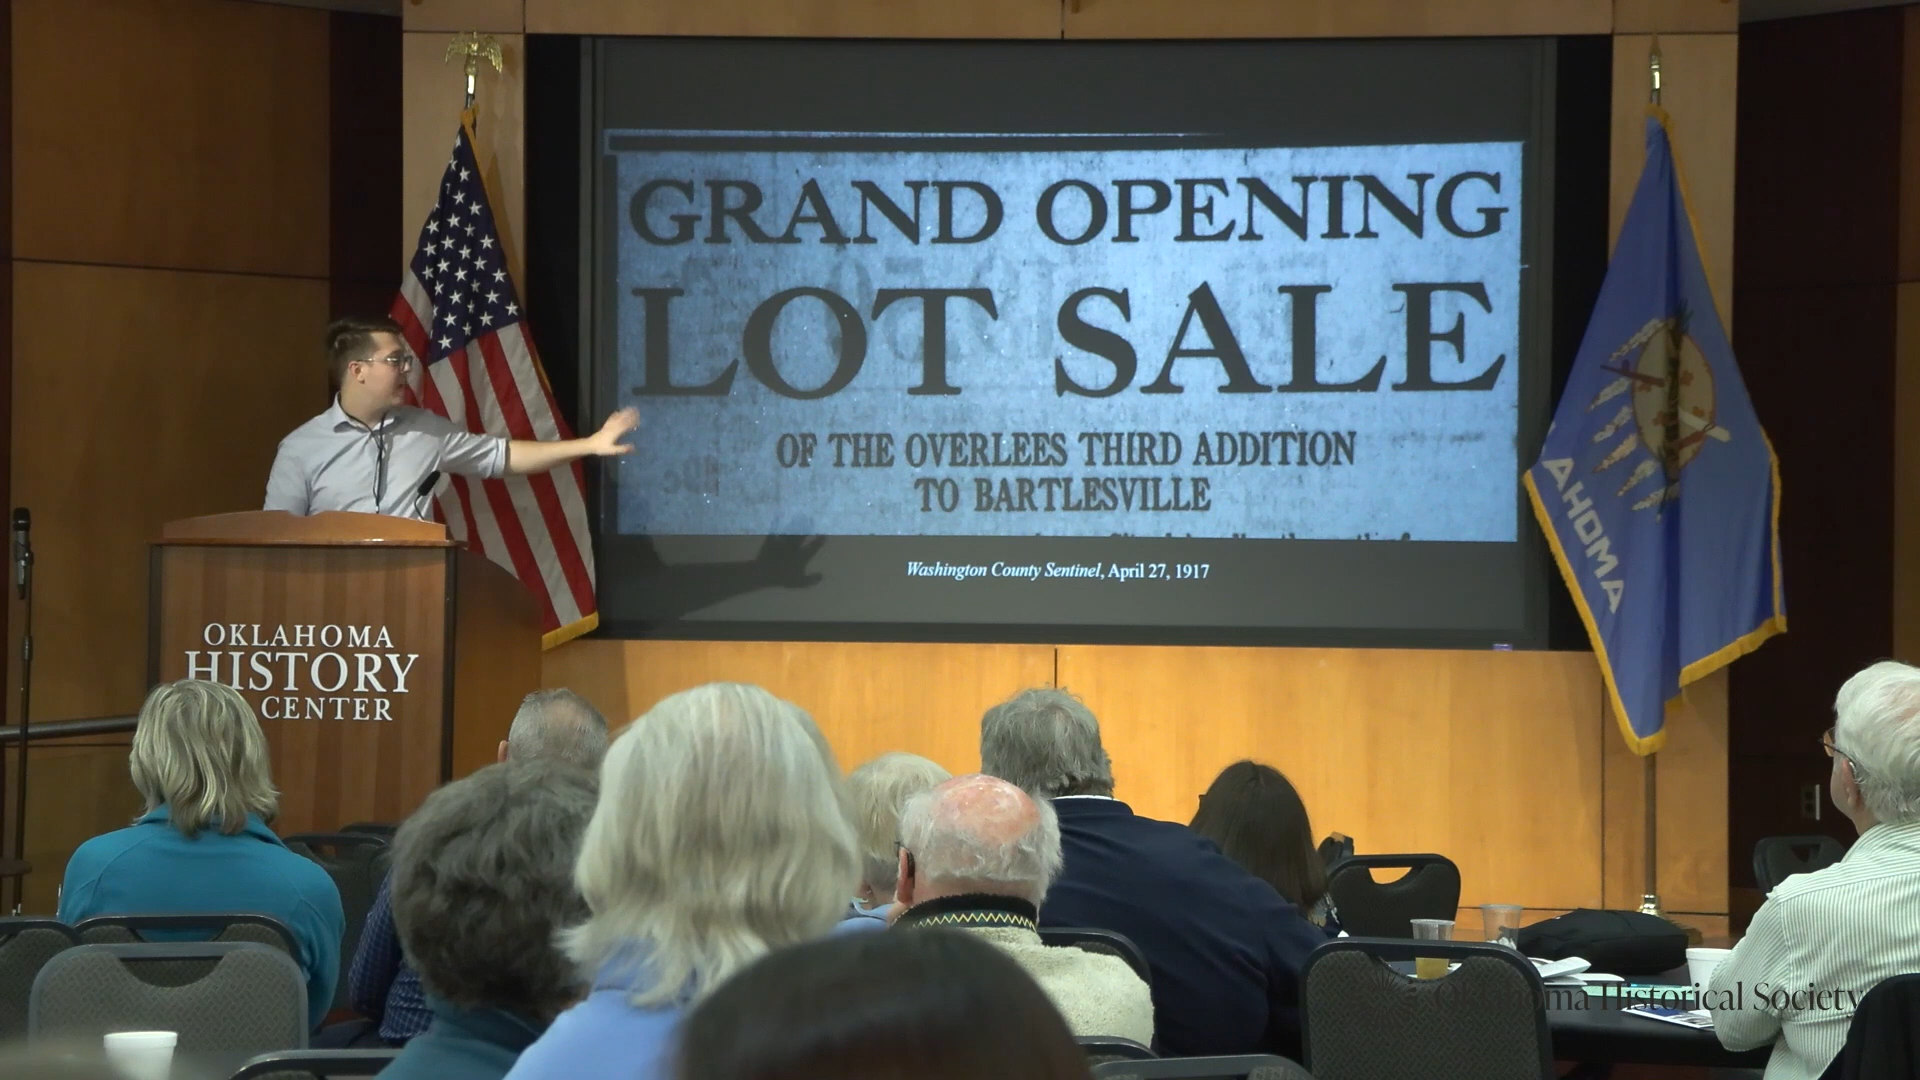 GRAND OPENING
LOT SALE
OF THE OVERLEES THIRD ADDITION
TO BARTLESVILLE
Washington County Sentinel, April 27, 1917
OKLAHOMA
HISTORY
CENTER
AHOMA
Oklahoma Historical Society